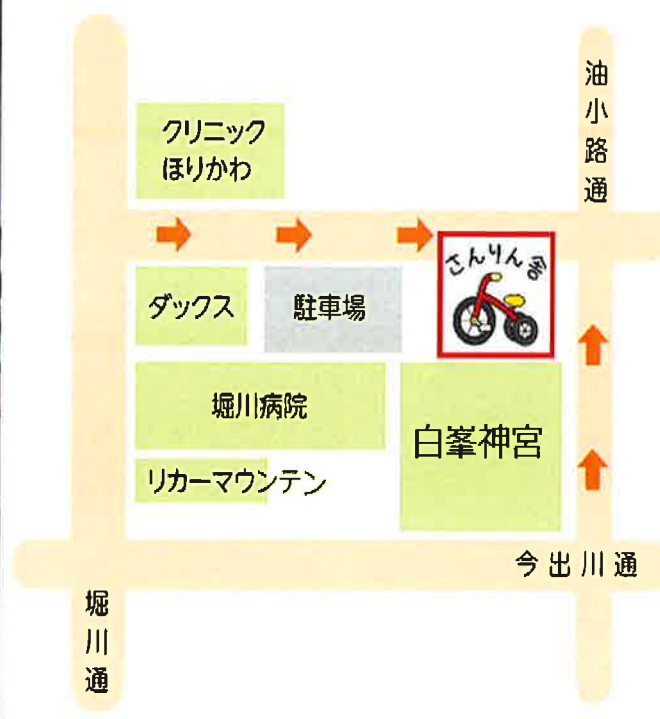 油小路通
クリニック
ほりかわ
さんりん舎
ダックス
駐車場
堀川病院
白峯神宮
リカーマウンテン
今出川通
堀川通